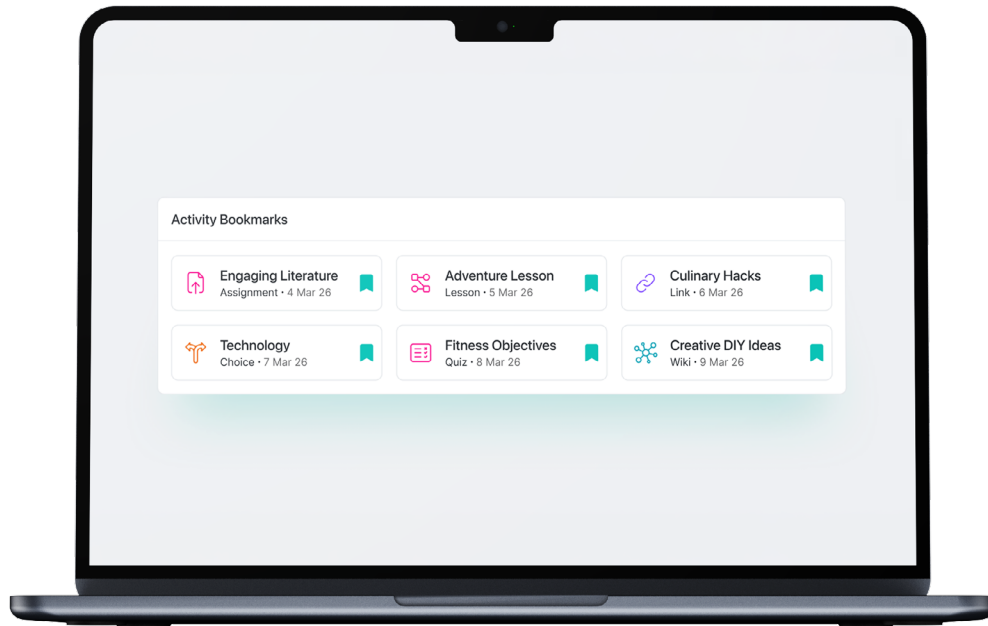 Activity Bookmarks
Engaging Literature
Assignment • 4 Mar 26
Adventure Lesson
Lesson • 5 Mar 26
Culinary Hacks
Link • 6 Mar 26
Technology
Choice • 7 Mar 26
Fitness Objectives
Quiz • 8 Mar 26
Creative DIY Ideas
Wiki • 9 Mar 26